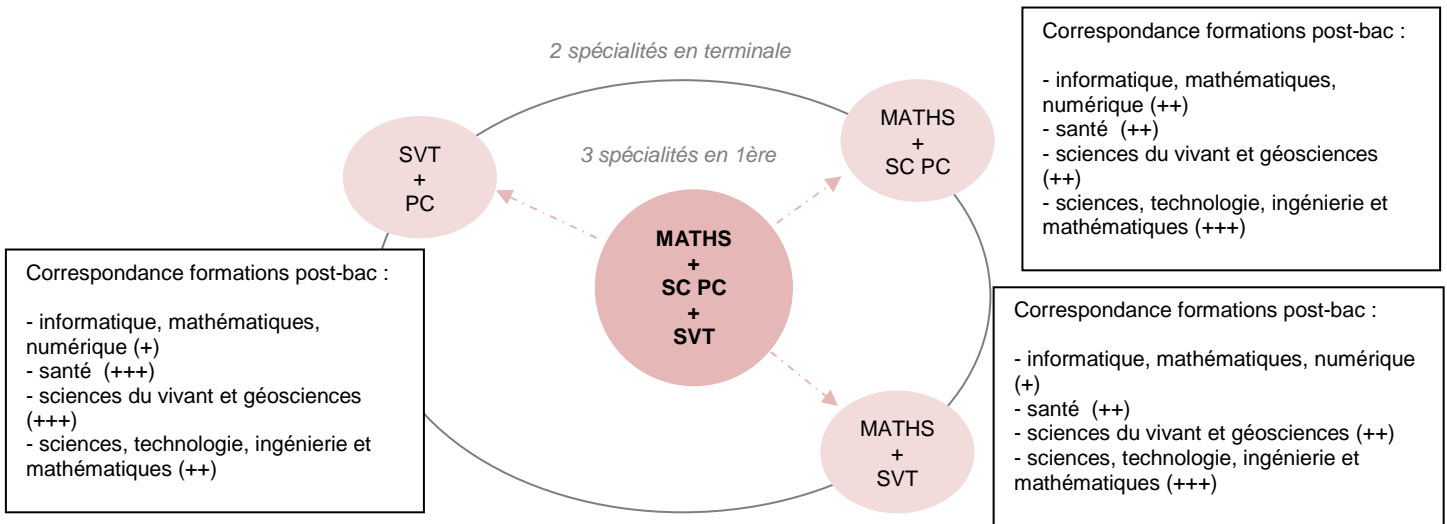 2 spécialités en terminale
3 spécialités en 1ère
SVT
+
PC
MATHS
+
SC PC
MATHS
+
SC PC
+
SVT
MATHS
+
SVT
Correspondance formations post-bac :
- informatique, mathématiques,
numérique (++)
- santé  (++)
- sciences du vivant et géosciences
(++)
- sciences, technologie, ingénierie et
mathématiques (+++)
Correspondance formations post-bac :
- informatique, mathématiques,
numérique (+)
- santé  (+++)
- sciences du vivant et géosciences
(+++)
- sciences, technologie, ingénierie et
mathématiques (++)
Correspondance formations post-bac :
- informatique, mathématiques, numérique
(+)
- santé  (++)
- sciences du vivant et géosciences (++)
- sciences, technologie, ingénierie et
mathématiques (+++)